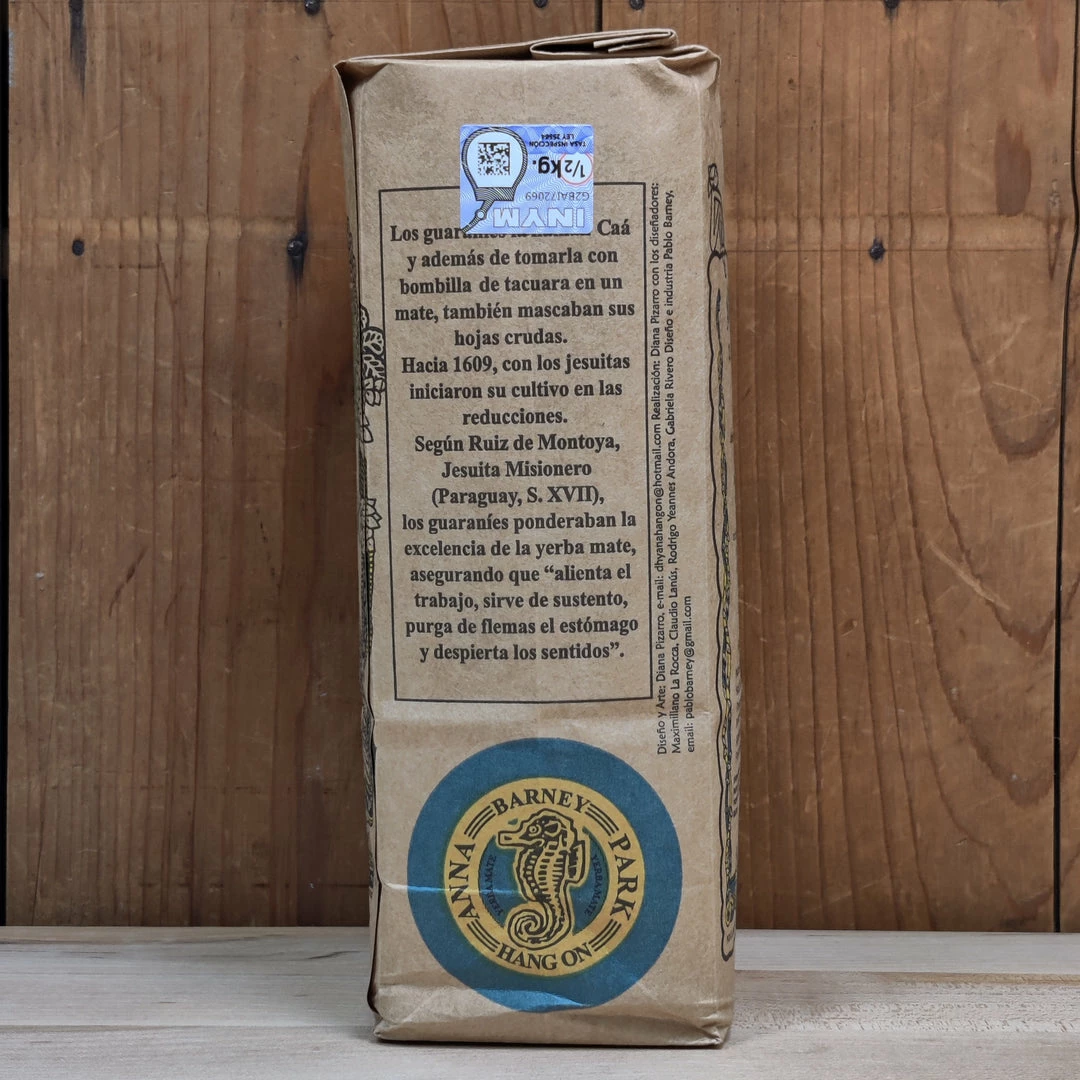 TASA INSPECCIÓN
LEY 25564
1/2 kg.
G2BAI72069
INYM
Los guaraníes Caá
y además de tomarla con
bombilla de tacuara en un
mate, también mascaban sus
hojas crudas.
Hacia 1609, con los jesuitas
iniciaron su cultivo en las
reducciones.
Según Ruiz de Montoya,
Jesuita Misionero
(Paraguay, S. XVII),
los guaraníes ponderaban la
excelencia de la yerba mate,
asegurando que “alienta el
trabajo, sirve de sustento,
purga de flemas el estómago
y despierta los sentidos”.
Diseño y Arte: Diana Pizarro, e-mail: dhyanahangon@hotmail.com Realización: Diana Pizarro con los diseñadores:
Maximiliano La Rocca, Claudio Lanús, Rodrigo Yeannes Andora, Gabriela Rivero Diseño e industria Pablo Barney,
email: pablobarney@gmail.com
BARNEY
ANNA
PARK
YERBA MATE
YERBA MATE
HANG ON